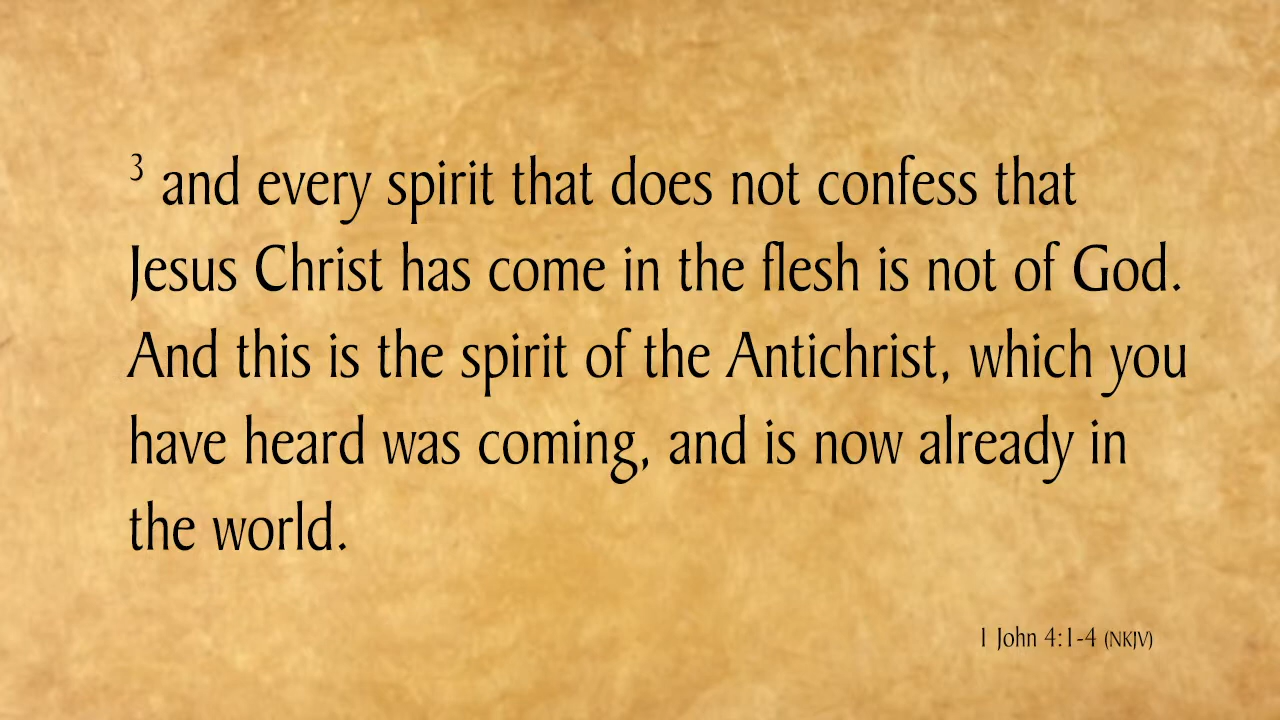 3 and every spirit that does not confess that
Jesus Christ has come in the flesh is not of God.
And this is the spirit of the Antichrist, which you
have heard was coming, and is now already in
the world.
1 John 4:1-4 (NKJV)